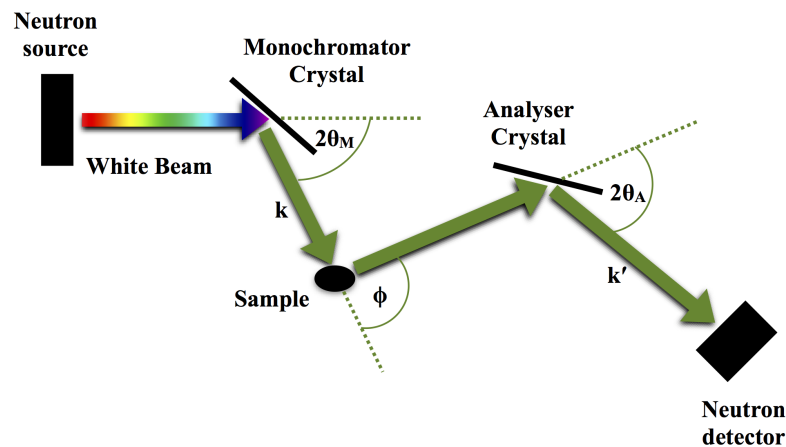 Neutron
source
Monochromator
Crystal
Analyser
Crystal
2θM
2θA
White Beam
k
Sample
ϕ
k′
Neutron
detector